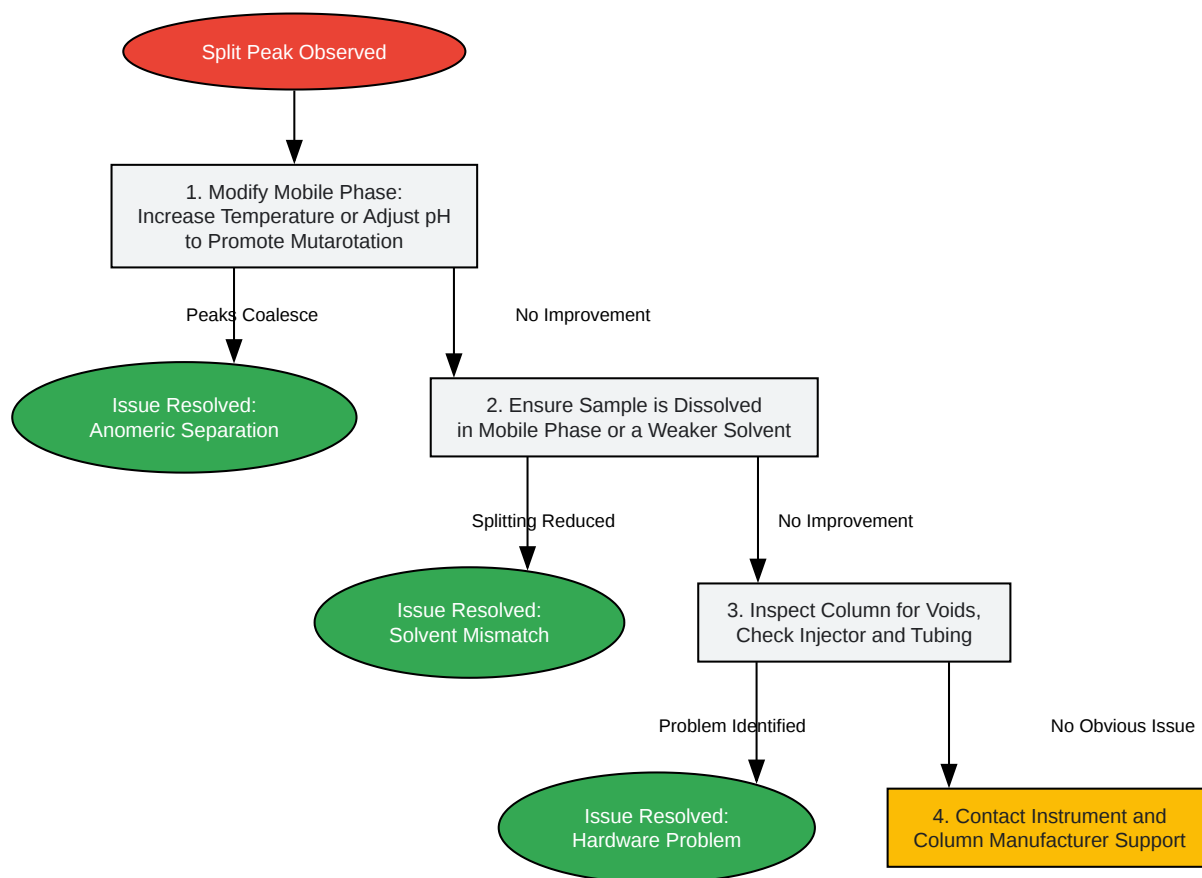 Split Peak Observed
1. Modify Mobile Phase:
Increase Temperature or Adjust pH
to Promote Mutarotation
Peaks Coalesce
No Improvement
Issue Resolved:
Anomeric Separation
2. Ensure Sample is Dissolved
in Mobile Phase or a Weaker Solvent
Splitting Reduced
No Improvement
Issue Resolved:
Solvent Mismatch
3. Inspect Column for Voids,
Check Injector and Tubing
Problem Identified
No Obvious Issue
Issue Resolved:
Hardware Problem
4. Contact Instrument and
Column Manufacturer Support